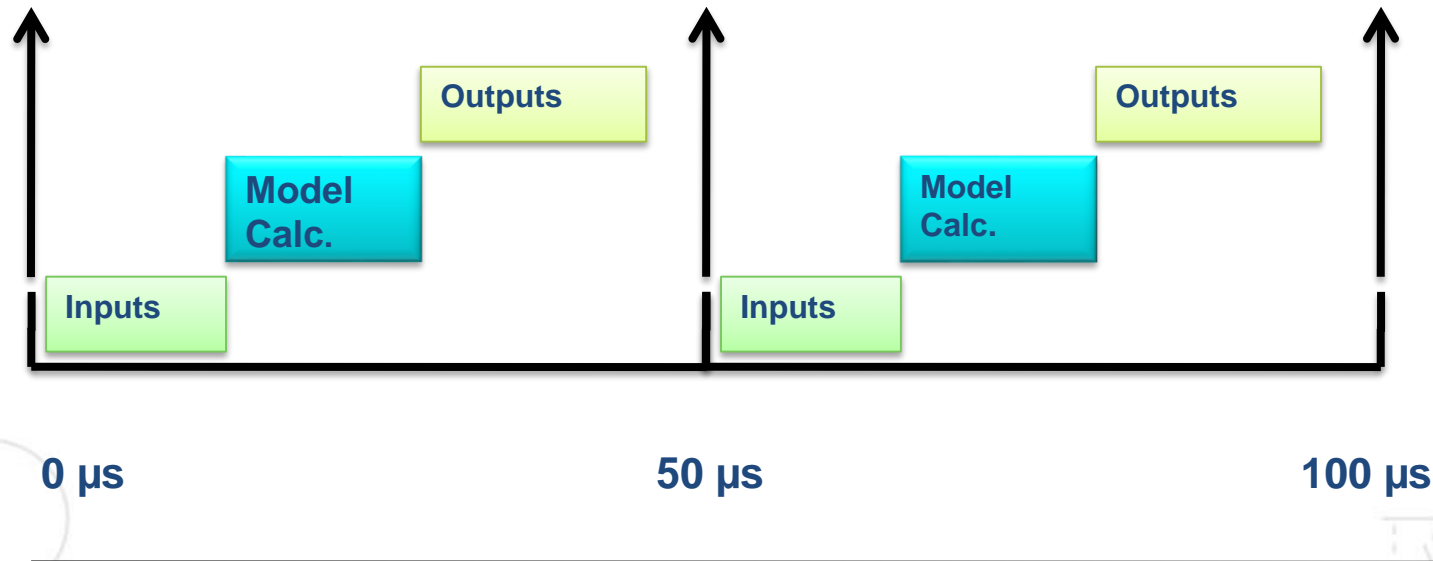 Outputs
Outputs
Model
Calc.
Model
Calc.
Inputs
Inputs
0 µs
50 µs
100 µs